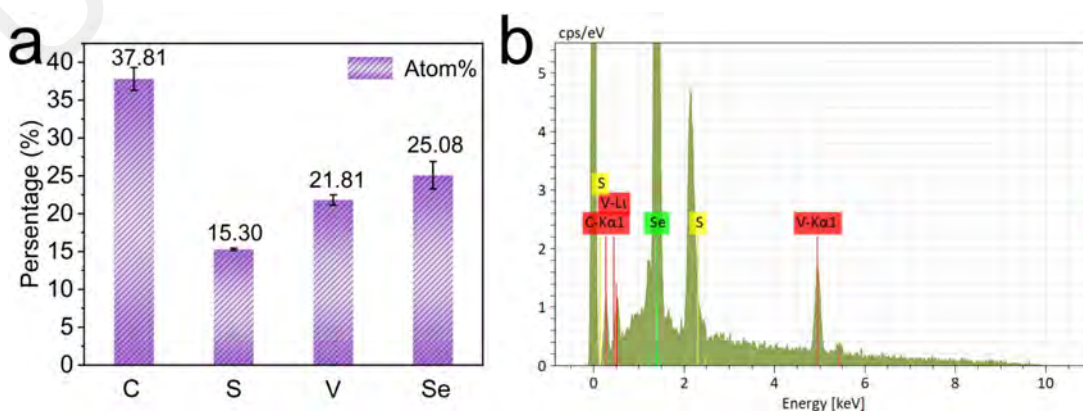 a
Persentage (%)
40
35
30
25
20
15
10
5
0
37.81
15.30
21.81
25.08
Atom%
C S V Se
b
cps/eV
5
4
3
2
1
0
S
V-Lι
C-Kα1
Se
S
V-Kα1
0 2 4 6 8 10
Energy [keV]